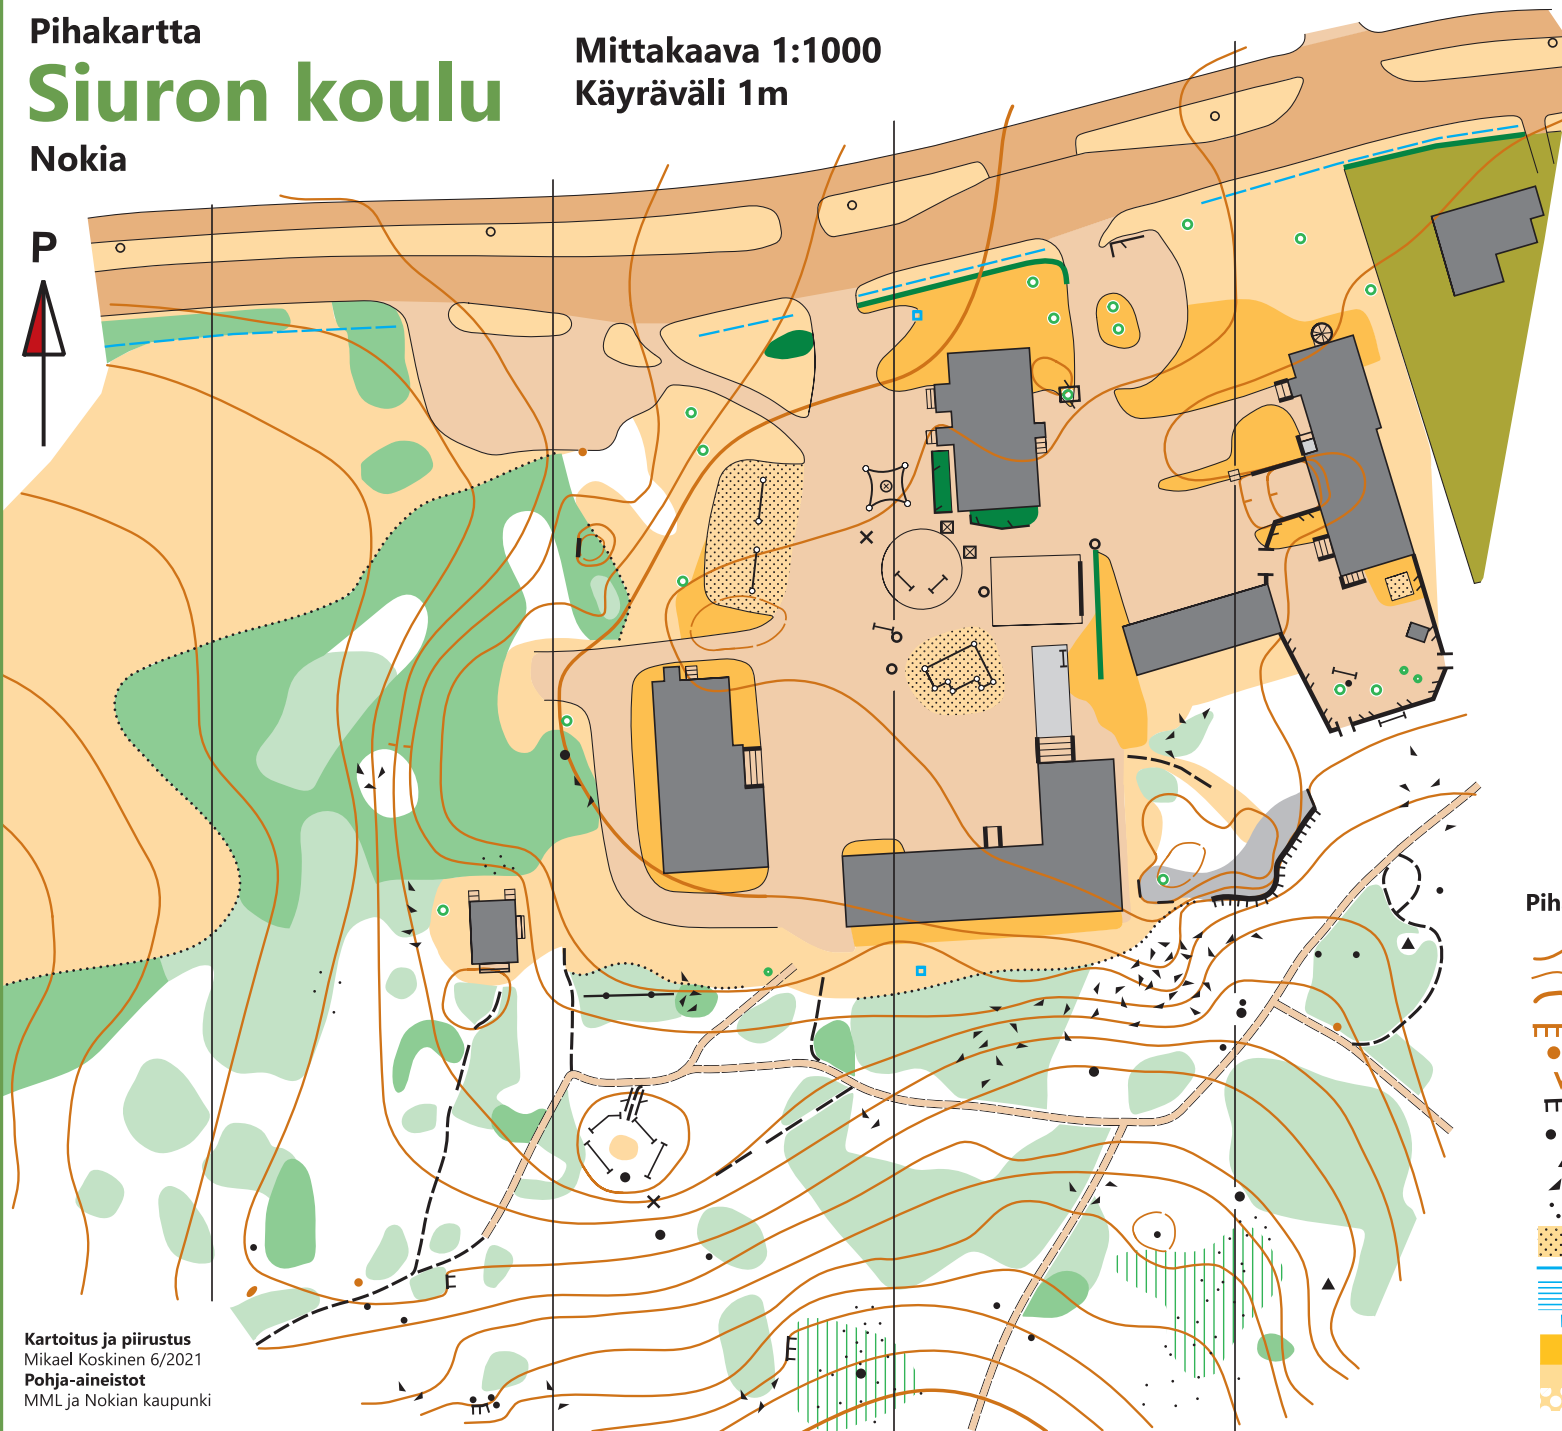 Pihakartta
Siuron koulu
Nokia
Mittakaava 1:1000
Käyräväli 1m
P
Pih
Kartoitus ja piirustus
Mikael Koskinen 6/2021
Pohja-aineistot
MML ja Nokian kaupunki